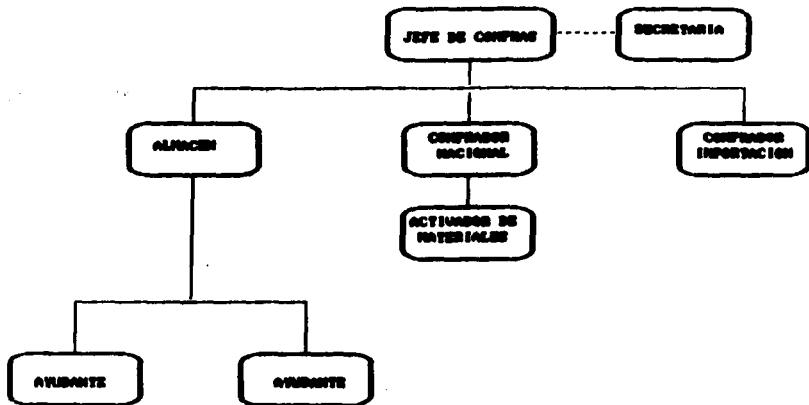 JEFE DE COMPRAS
SECRETARIA
ALMACEN
COMPRADOR
NACIONAL
COMPRADOR
IMPORTACION
ACTIVADOR DE
MATERIALES
AYUDANTE
AYUDANTE